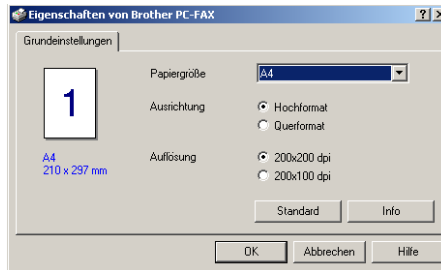 Eigenschaften von Brother PC-FAX
Grundeinstellungen
1
A4
210 x 297 mm
Papiergröße
A4
Ausrichtung
Hochformat
Querformat
Auflösung
200x200 dpi
200x100 dpi
Standard
Info
OK
Abbrechen
Hilfe